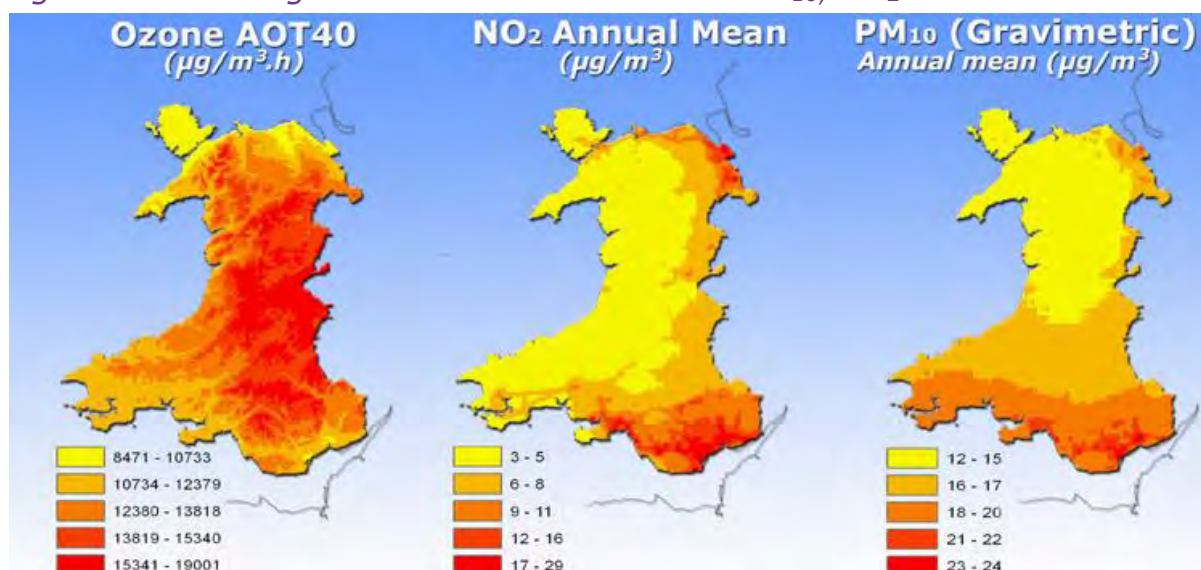 Ozone AOT40
(µg/m³.h)
8471 - 10733
10734 - 12379
12380 - 13818
13819 - 15340
15341 - 19001
NO₂ Annual Mean
(µg/m³)
3 - 5
6 - 8
9 - 11
12 - 16
17 - 29
PM₁₀ (Gravimetric)
Annual mean (µg/m³)
12 - 15
16 - 17
18 - 20
21 - 22
23 - 24